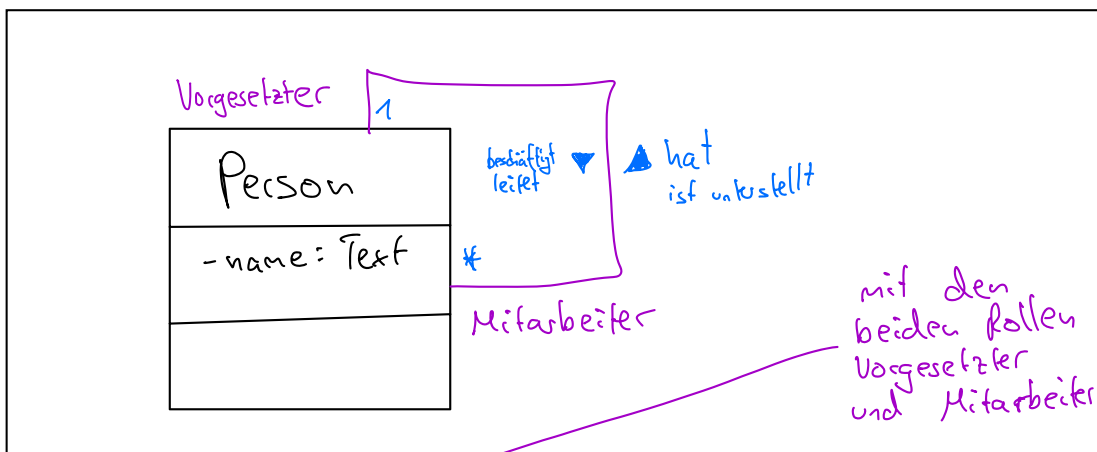 Vorgesetzter
1
Person
beschäftigt
leitet
hat
ist unterstellt
-name: Text
*
Mitarbeiter
mit den
beiden Rollen
Vorgesetzter
und Mitarbeiter